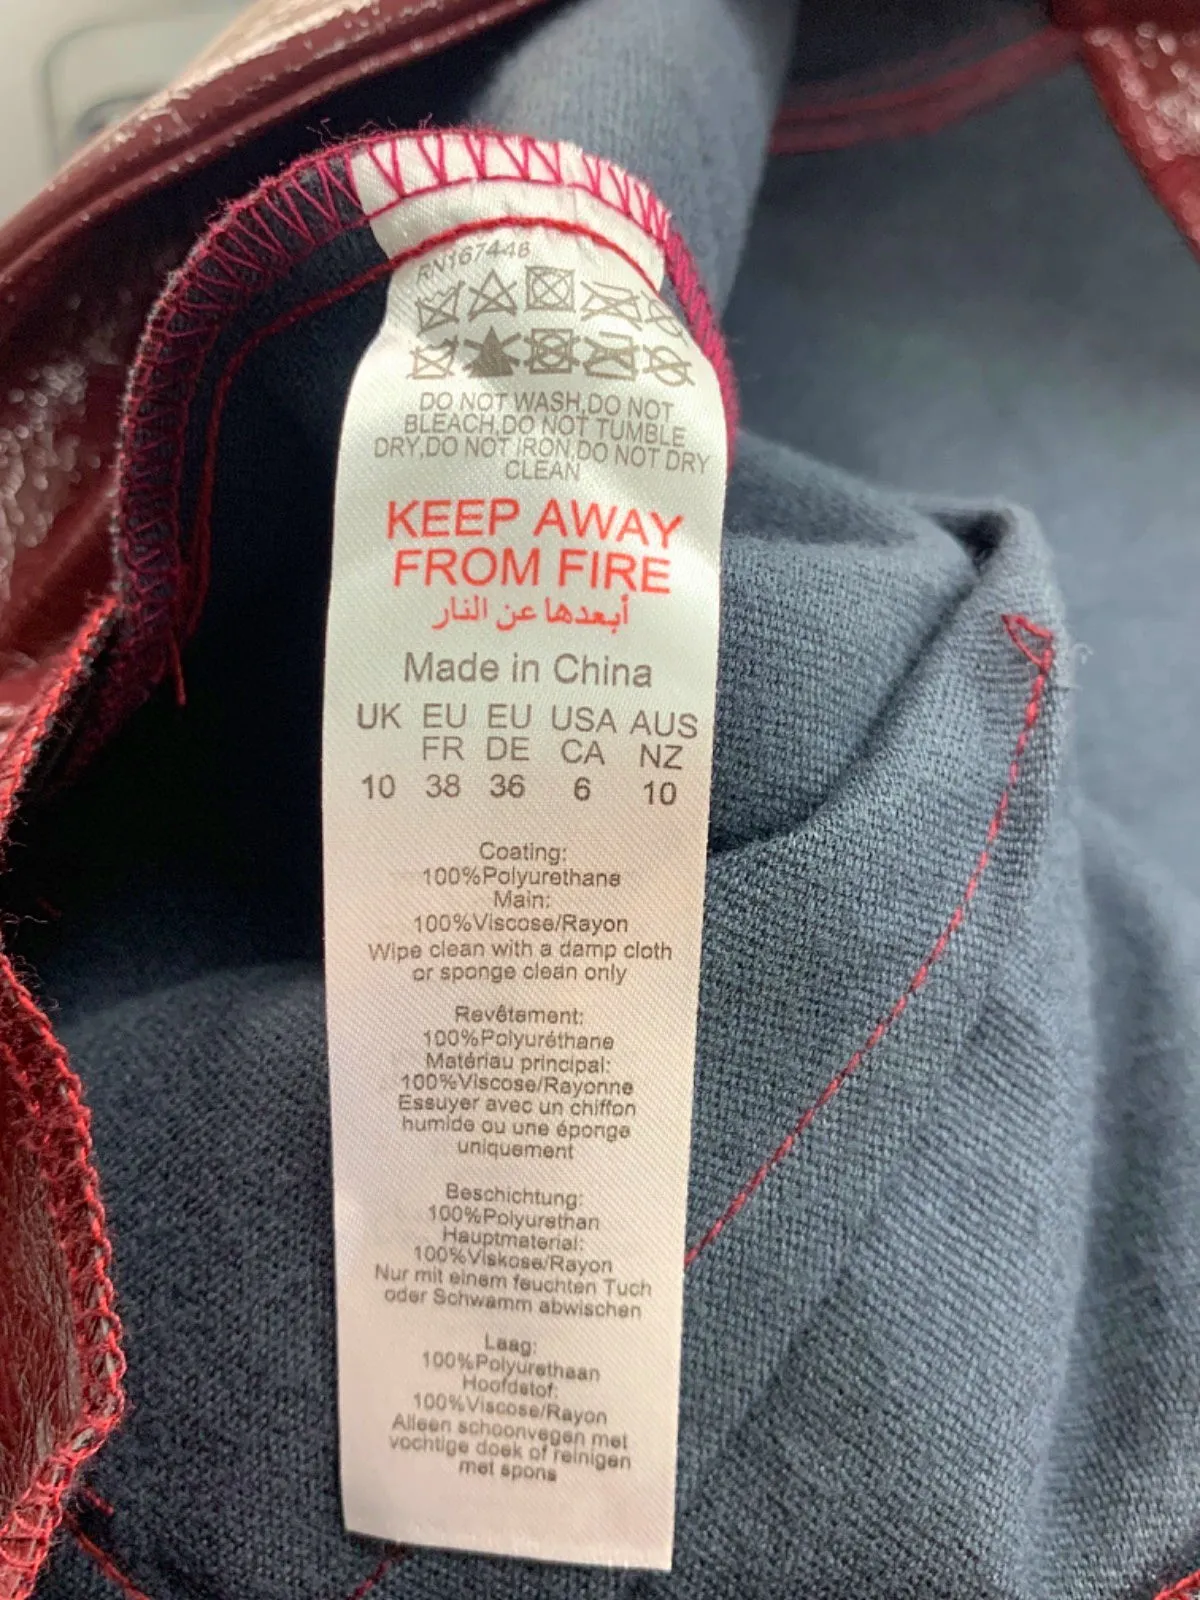 RN167448
DO NOT WASH,DO NOT
BLEACH,DO NOT TUMBLE
DRY,DO NOT IRON,DO NOT DRY
CLEAN
KEEP AWAY
FROM FIRE
أبعدها عن النار
Made in China
UK EU EU USA AUS
FR DE CA NZ
10 38 36 6 10
Coating:
100%Polyurethane
Main:
100%Viscose/Rayon
Wipe clean with a damp cloth
or sponge clean only
Revêtement:
100%Polyuréthane
Matériau principal:
100%Viscose/Rayonne
Essuyer avec un chiffon
humide ou une éponge
uniquement
Beschichtung:
100%Polyurethan
Hauptmaterial:
100%Viskose/Rayon
Nur mit einem feuchten Tuch
oder Schwamm abwischen
Laag:
100%Polyurethaan
Hoofdstof:
100%Viscose/Rayon
Alleen schoonvegen met
vochtige doek of reinigen
met spons